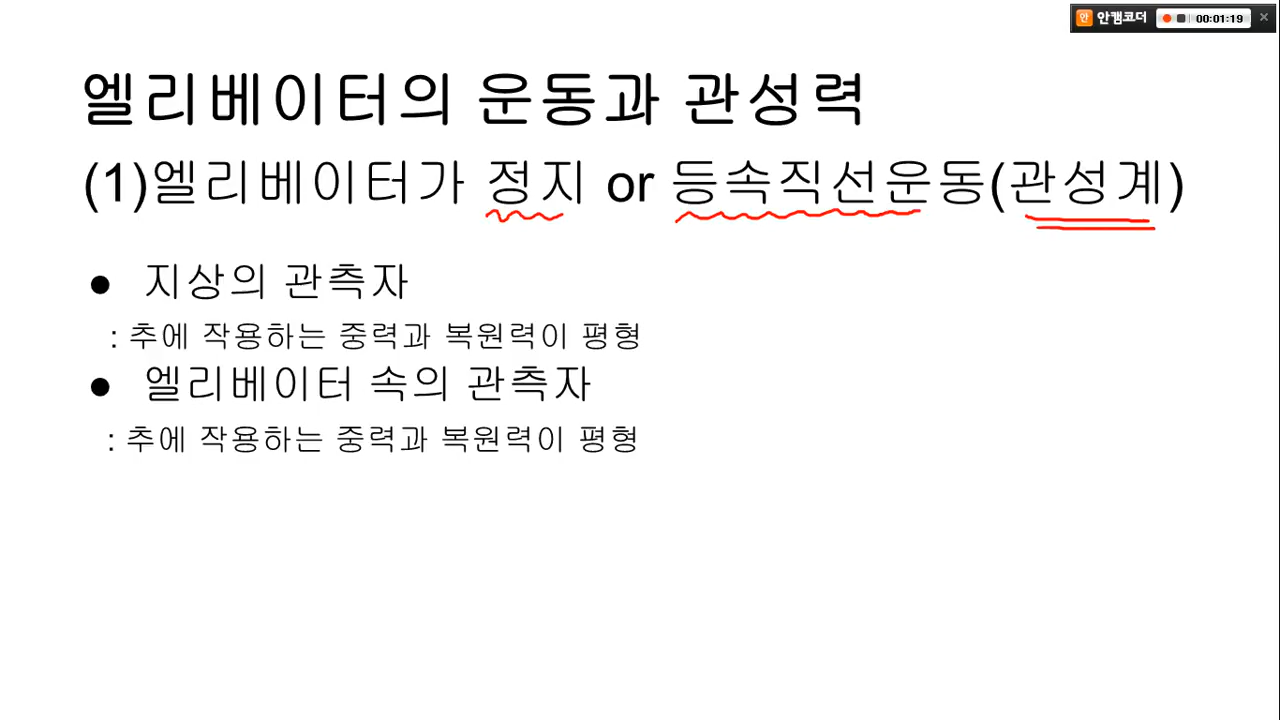 안캠코더 00:01:19
엘리베이터의 운동과 관성력
(1)엘리베이터가 정지 or 등속직선운동(관성계)
● 지상의 관측자
: 추에 작용하는 중력과 복원력이 평형
● 엘리베이터 속의 관측자
: 추에 작용하는 중력과 복원력이 평형